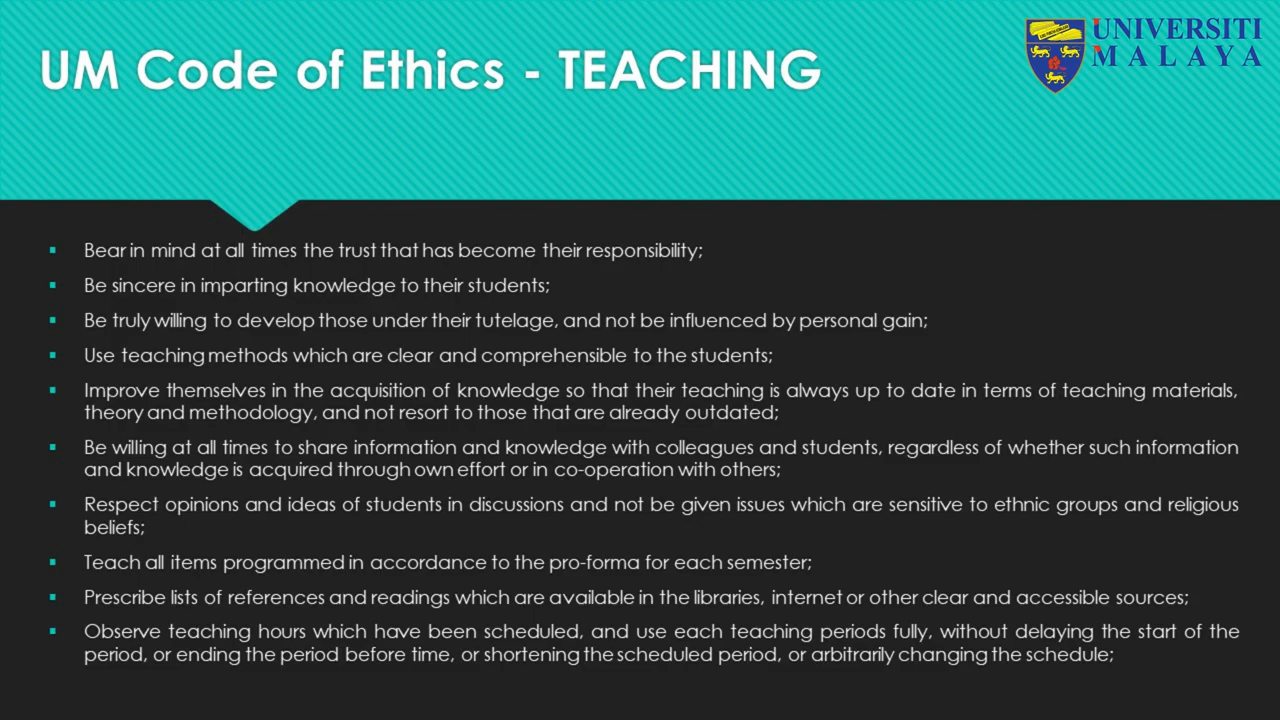 UM Code of Ethics - TEACHING
UNIVERSITI
MALAYA
▪ Bear in mind at all times the trust that has become their responsibility;
▪ Be sincere in imparting knowledge to their students;
▪ Be truly willing to develop those under their tutelage, and not be influenced by personal gain;
▪ Use teaching methods which are clear and comprehensible to the students;
▪ Improve themselves in the acquisition of knowledge so that their teaching is always up to date in terms of teaching materials,
theory and methodology, and not resort to those that are already outdated;
▪ Be willing at all times to share information and knowledge with colleagues and students, regardless of whether such information
and knowledge is acquired through own effort or in co-operation with others;
▪ Respect opinions and ideas of students in discussions and not be given issues which are sensitive to ethnic groups and religious
beliefs;
▪ Teach all items programmed in accordance to the pro-forma for each semester;
▪ Prescribe lists of references and readings which are available in the libraries, internet or other clear and accessible sources;
▪ Observe teaching hours which have been scheduled, and use each teaching periods fully, without delaying the start of the
period, or ending the period before time, or shortening the scheduled period, or arbitrarily changing the schedule;